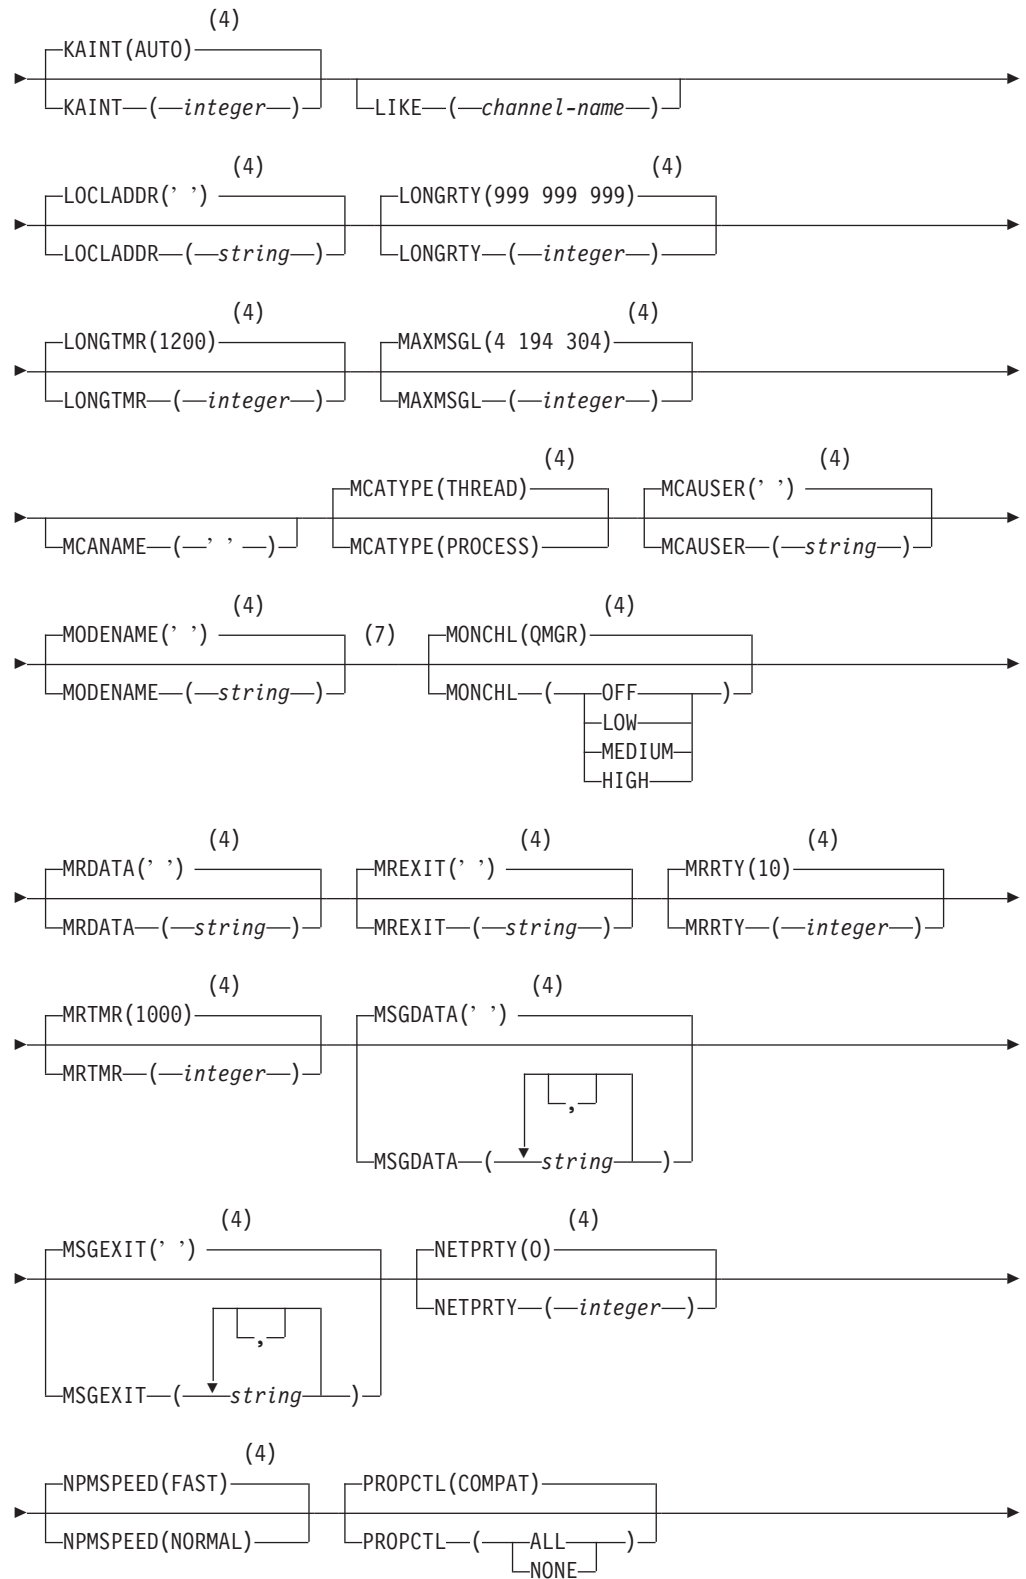 (4)
KAINT(AUTO)
KAINT ( integer ) LIKE ( channel-name )
(4) (4)
LOCLADDR(’ ’) LONGRTY(999 999 999)
LOCLADDR ( string ) LONGRTY ( integer )
(4) (4)
LONGTMR(1200) MAXMSGL(4 194 304)
LONGTMR ( integer ) MAXMSGL ( integer )
(4) (4)
MCATYPE(THREAD) MCAUSER(’ ’)
MCANAME ( ’ ’ ) MCATYPE(PROCESS) MCAUSER ( string )
(4) (4)
MODENAME(’ ’) (7) MONCHL(QMGR)
MODENAME ( string ) MONCHL ( OFF )
LOW
MEDIUM
HIGH
(4) (4) (4)
MRDATA(’ ’) MREXIT(’ ’) MRRTY(10)
MRDATA ( string ) MREXIT ( string ) MRRTY ( integer )
(4) (4)
MRTMR(1000) MSGDATA(’ ’)
MRTMR ( integer )
,
MSGDATA ( string )
(4) (4)
MSGEXIT(’ ’) NETPRTY(O)
NETPRTY ( integer )
,
MSGEXIT ( string )
(4)
NPMSPEED(FAST) PROPCTL(COMPAT)
NPMSPEED(NORMAL) PROPCTL ( ALL )
NONE